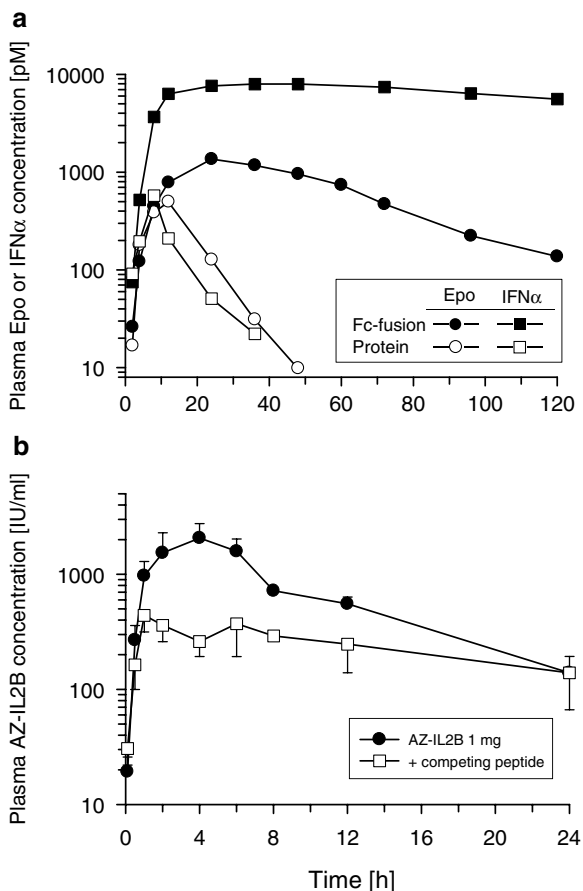 a
Plasma Epo or IFNα concentration [pM]
10000
1000
100
10
0 20 40 60 80 100 120
Epo IFNα
Fc-fusion
Protein
b
Plasma AZ-IL2B concentration [IU/ml]
1000
100
10
0 4 8 12 16 20 24
AZ-IL2B 1 mg
+ competing peptide
Time [h]